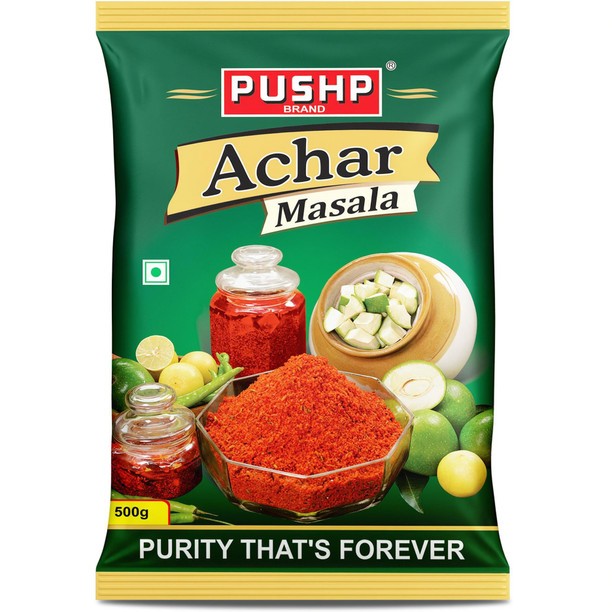 PUSHP
®
BRAND
Achar
Masala
500g
PURITY THAT'S FOREVER